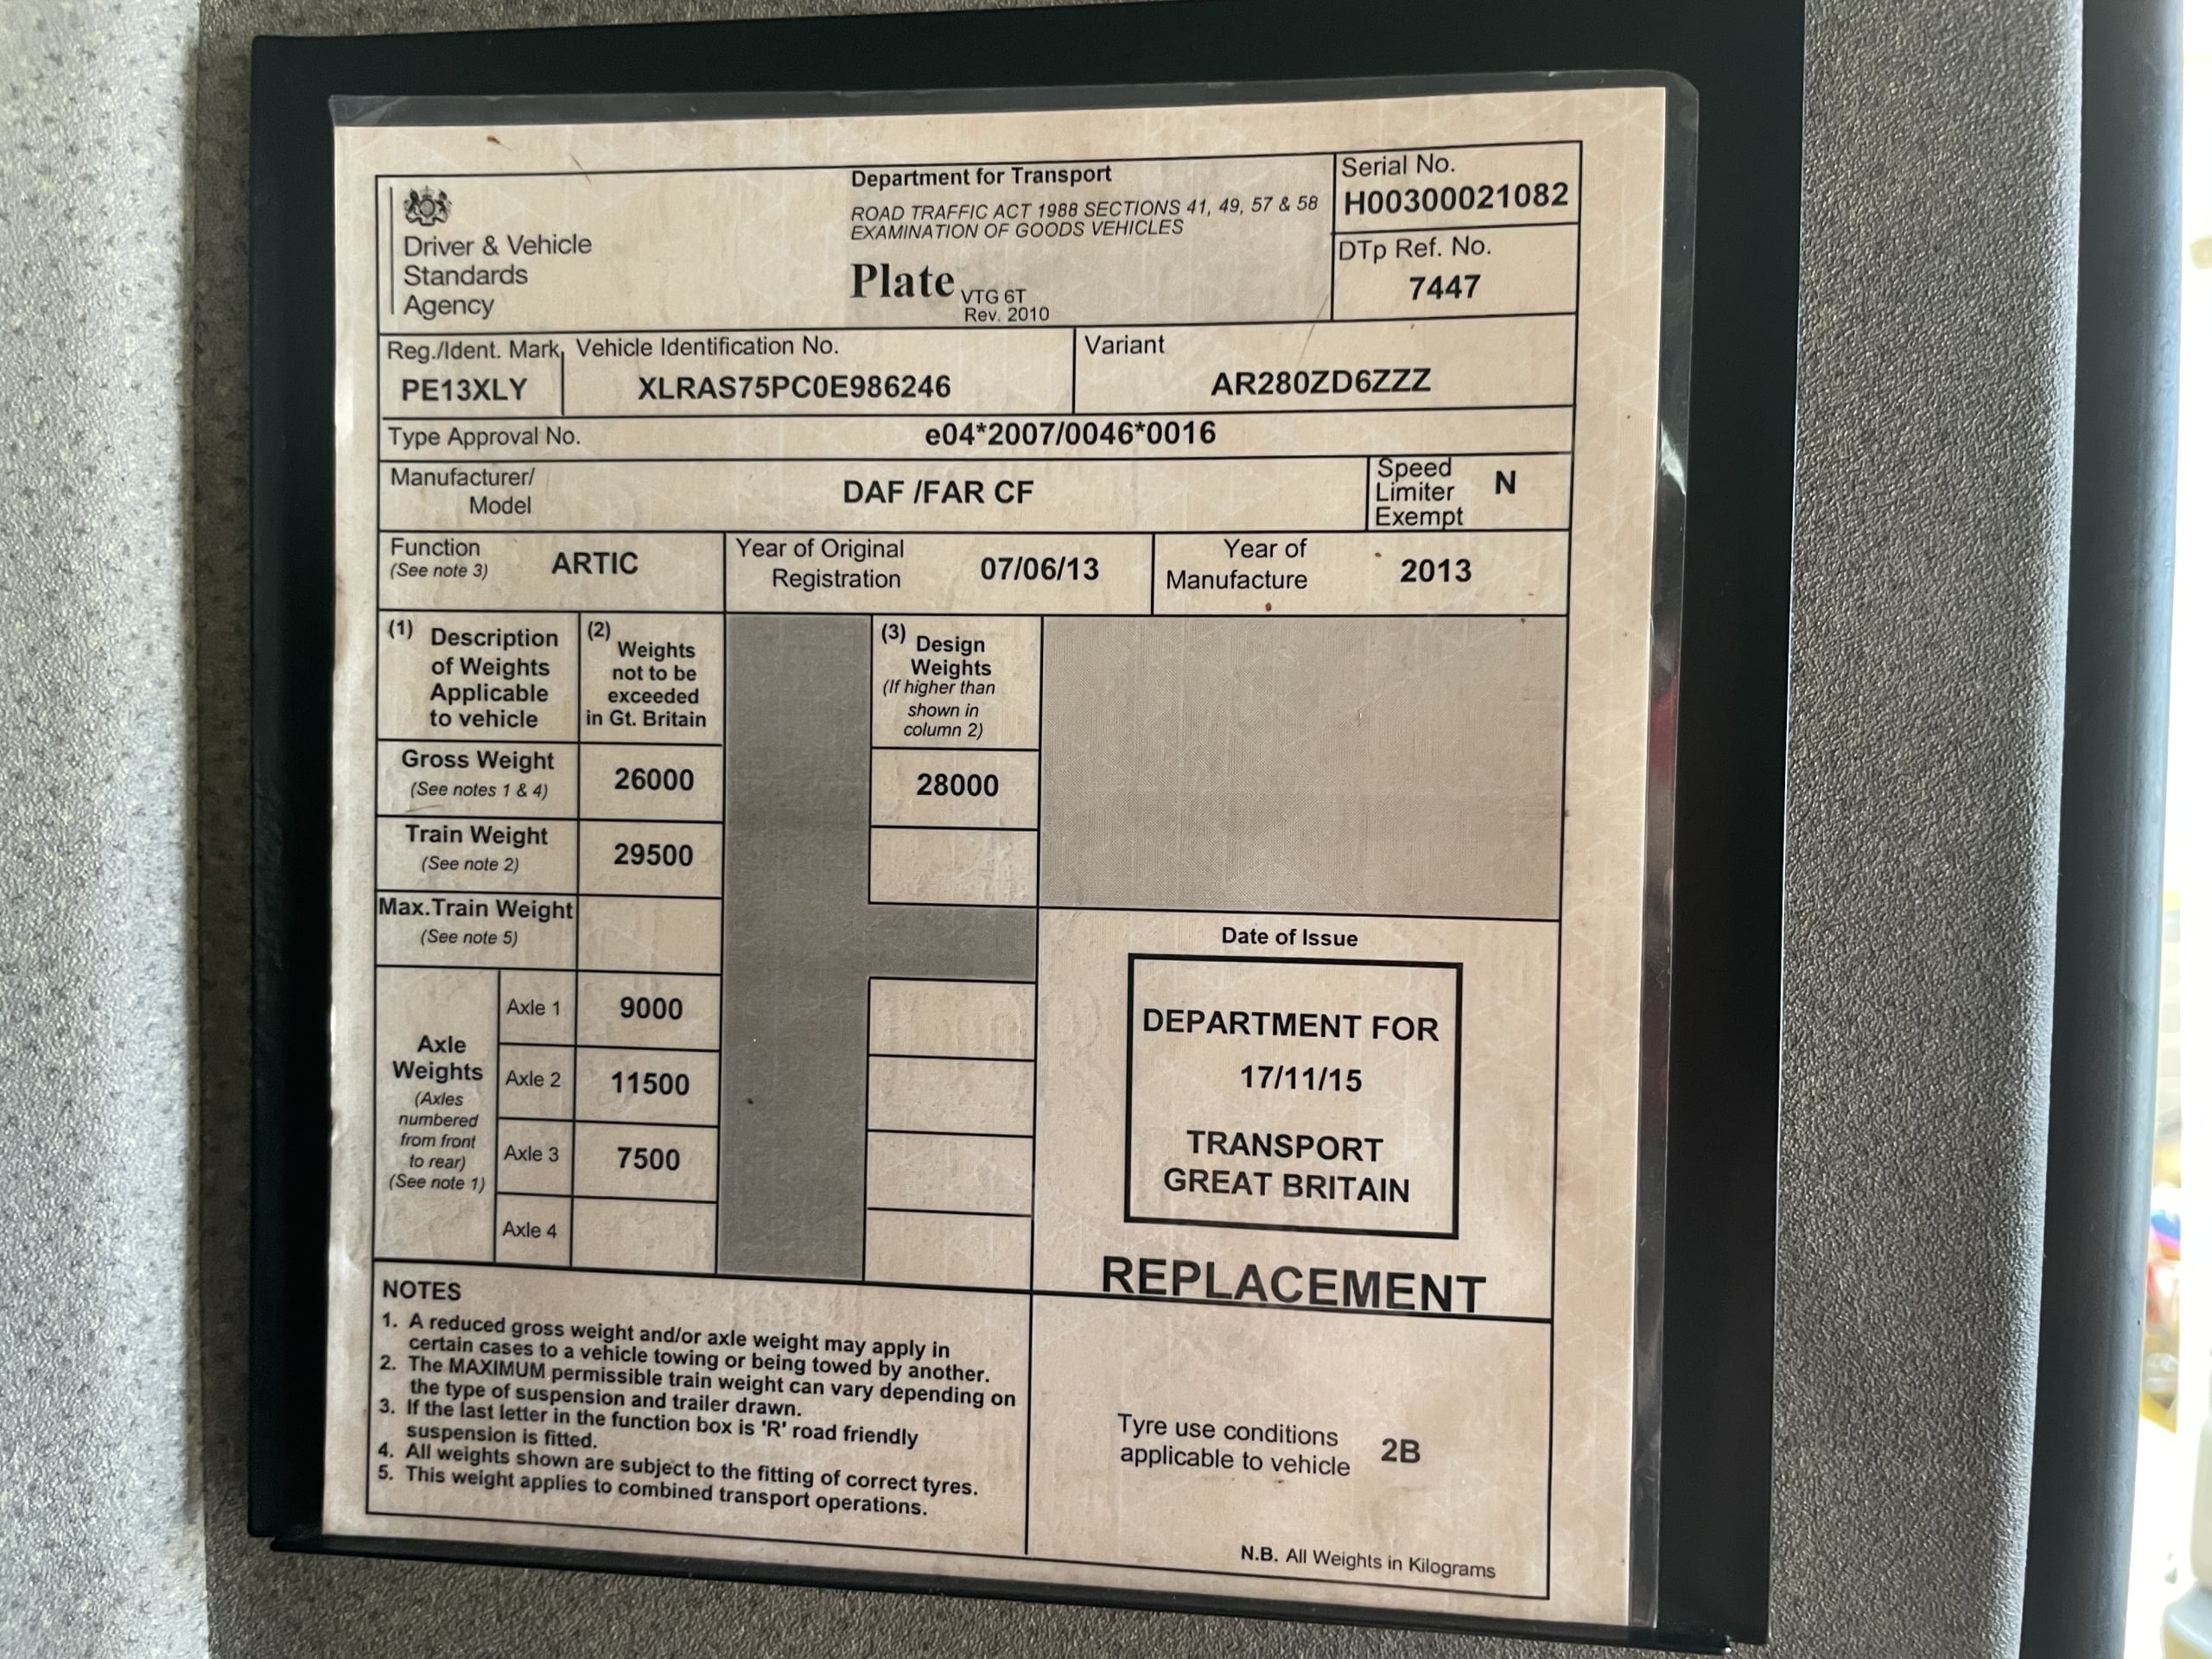 Driver & Vehicle
Standards
Agency
Department for Transport
ROAD TRAFFIC ACT 1988 SECTIONS 41, 49, 57 & 58
EXAMINATION OF GOODS VEHICLES
Plate VTG 6T
Rev. 2010
Serial No.
H00300021082
DTp Ref. No.
7447
Reg./Ident. Mark
PE13XLY
Vehicle Identification No.
XLRAS75PC0E986246
Variant
AR280ZD6ZZZ
Type Approval No. e04*2007/0046*0016
Manufacturer/
Model
DAF /FAR CF
Speed
Limiter
Exempt
N
Function
(See note 3)
ARTIC
Year of Original
Registration
07/06/13
Year of
Manufacture
2013
(1) Description
of Weights
Applicable
to vehicle
(2) Weights
not to be
exceeded
in Gt. Britain
(3) Design
Weights
(If higher than
shown in
column 2)
Gross Weight
(See notes 1 & 4)
26000
28000
Train Weight
(See note 2)
29500
Max.Train Weight
(See note 5)
Axle
Weights
(Axles
numbered
from front
to rear)
(See note 1)
Axle 1 9000
Axle 2 11500
Axle 3 7500
Axle 4
Date of Issue
DEPARTMENT FOR
17/11/15
TRANSPORT
GREAT BRITAIN
REPLACEMENT
NOTES
1. A reduced gross weight and/or axle weight may apply in
certain cases to a vehicle towing or being towed by another.
2. The MAXIMUM permissible train weight can vary depending on
the type of suspension and trailer drawn.
3. If the last letter in the function box is 'R' road friendly
suspension is fitted.
4. All weights shown are subject to the fitting of correct tyres.
5. This weight applies to combined transport operations.
Tyre use conditions
applicable to vehicle
2B
N.B. All Weights in Kilograms